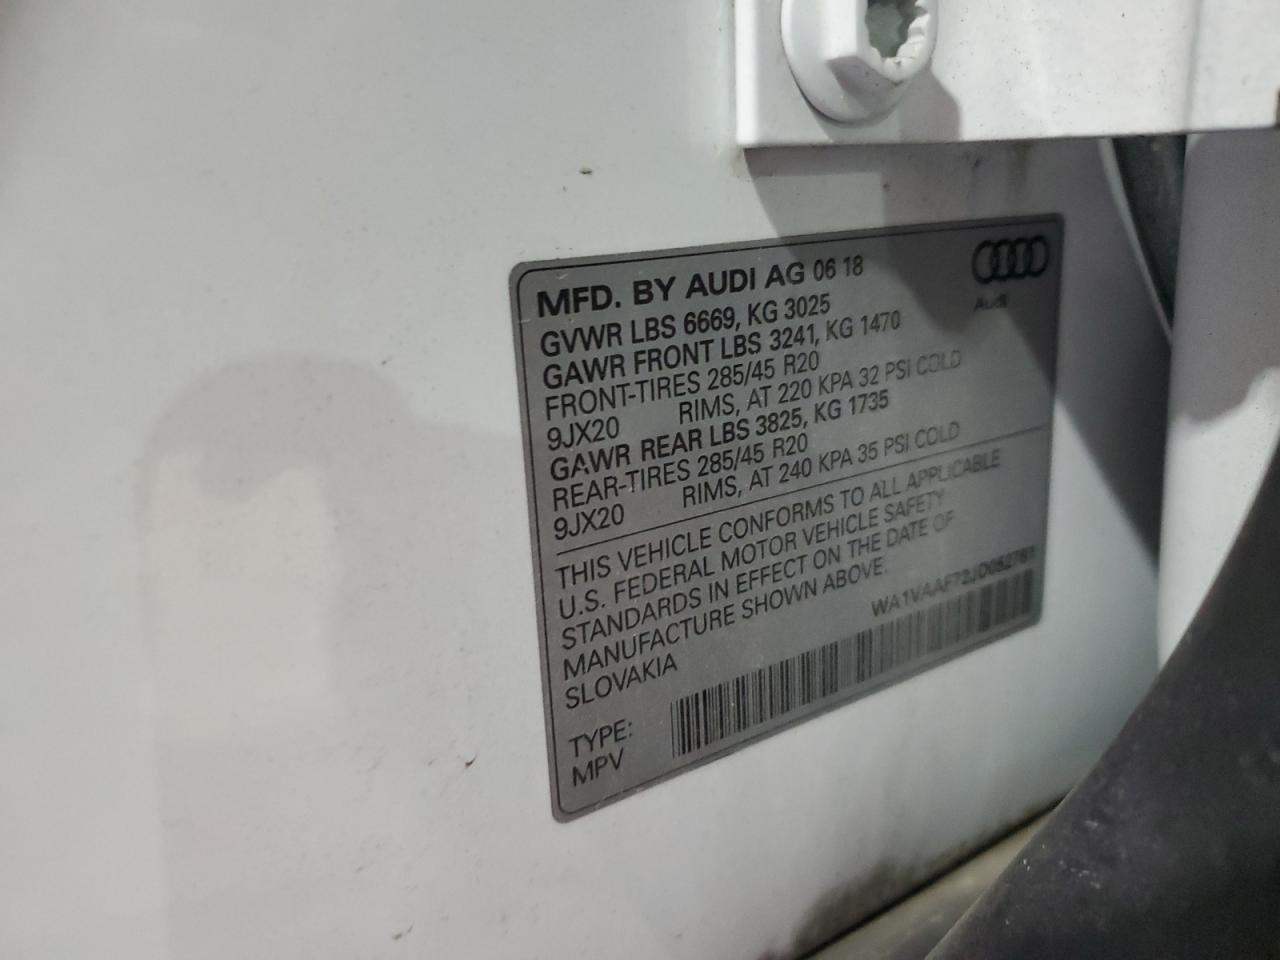 MFD. BY AUDI AG 06 18
GVWR LBS 6669, KG 3025
GAWR FRONT LBS 3241, KG 1470
FRONT-TIRES 285/45 R20
9JX20 RIMS, AT 220 KPA 32 PSI COLD
GAWR REAR LBS 3825, KG 1735
REAR-TIRES 285/45 R20
9JX20 RIMS, AT 240 KPA 35 PSI COLD
Audi
THIS VEHICLE CONFORMS TO ALL APPLICABLE
U.S. FEDERAL MOTOR VEHICLE SAFETY
STANDARDS IN EFFECT ON THE DATE OF
MANUFACTURE SHOWN ABOVE.
SLOVAKIA
TYPE:
MPV